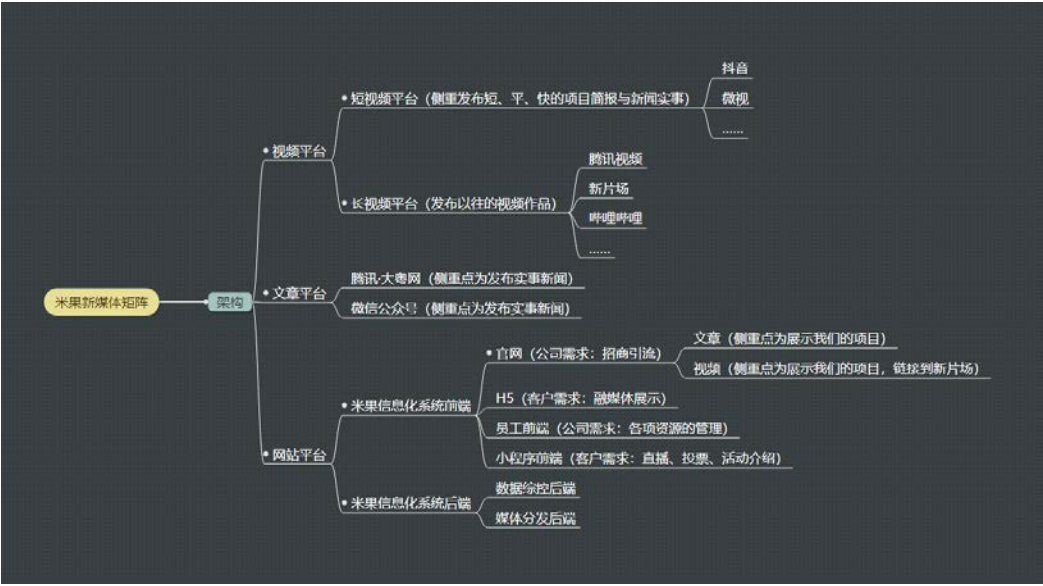 米果新媒体矩阵
架构
视频平台
短视频平台（侧重发布短、平、快的项目简报与新闻实事）
抖音
微视
......
长视频平台（发布以往的视频作品）
腾讯视频
新片场
哔哩哔哩
......
文章平台
腾讯·大粤网（侧重点为发布实事新闻）
微信公众号（侧重点为发布实事新闻）
网站平台
米果信息化系统前端
官网（公司需求：招商引流）
文章（侧重点为展示我们的项目）
视频（侧重点为展示我们的项目，链接到新片场）
H5（客户需求：融媒体展示）
员工前端（公司需求：各项资源的管理）
小程序前端（客户需求：直播、投票、活动介绍）
米果信息化系统后端
数据综控后端
媒体分发后端